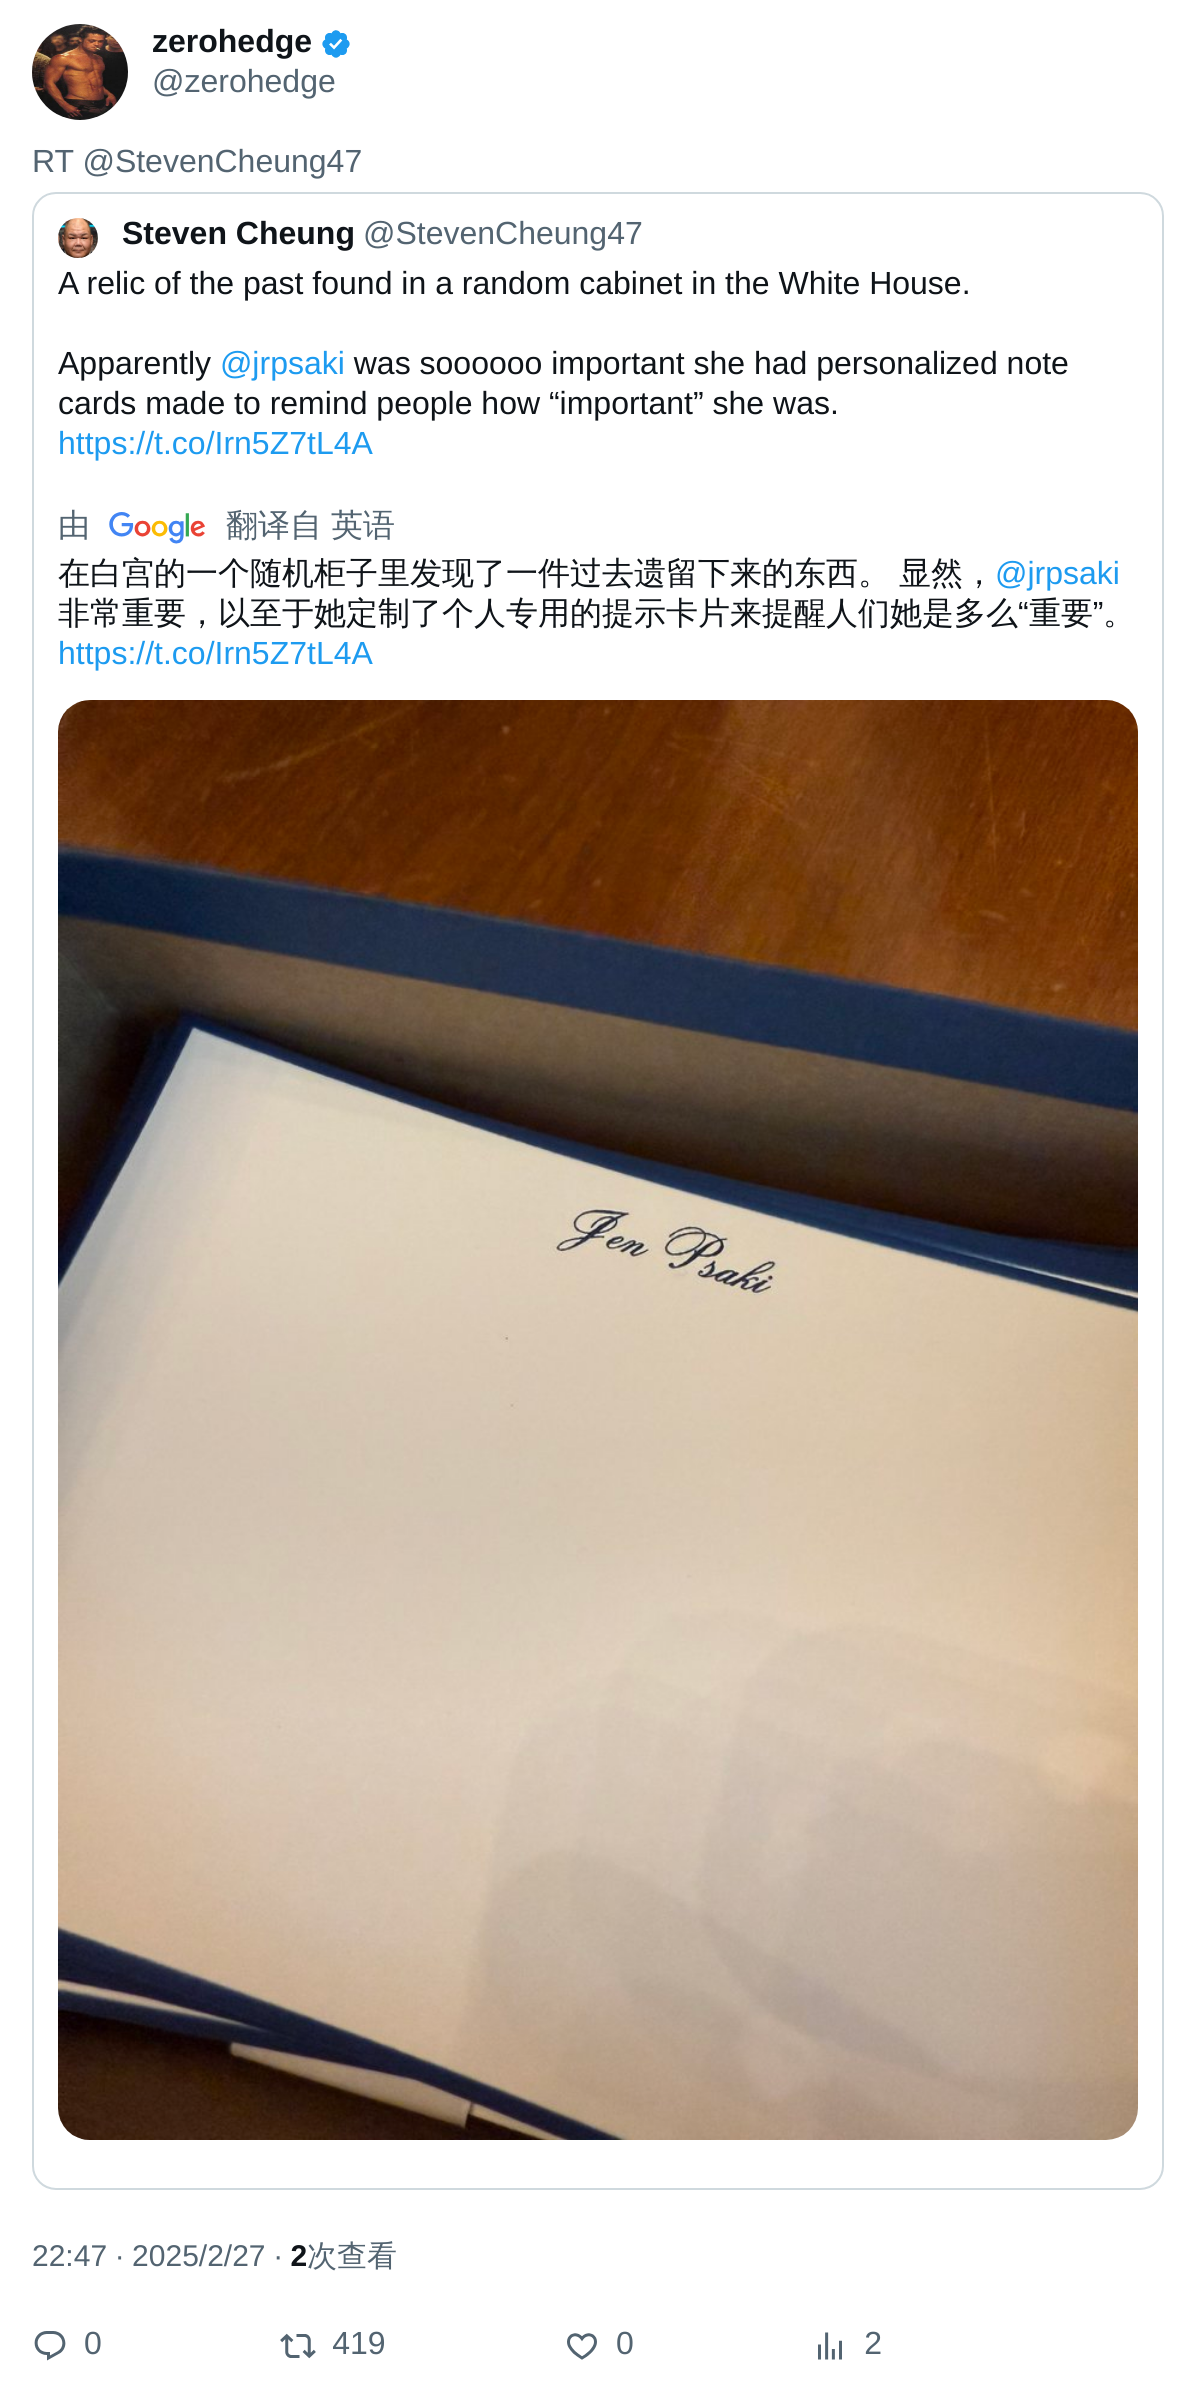 zerohedge
@zerohedge
RT @StevenCheung47
Steven Cheung @StevenCheung47
A relic of the past found in a random cabinet in the White House.
Apparently @jrpsaki was soooooo important she had personalized note
cards made to remind people how “important” she was.
https://t.co/Irn5Z7tL4A
由 Google 翻译自 英语
在白宫的一个随机柜子里发现了一件过去遗留下来的东西。 显然，@jrpsaki
非常重要，以至于她定制了个人专用的提示卡片来提醒人们她是多么“重要”。
https://t.co/Irn5Z7tL4A
Jen Psaki
22:47 · 2025/2/27 · 2次查看
0 419 0 2